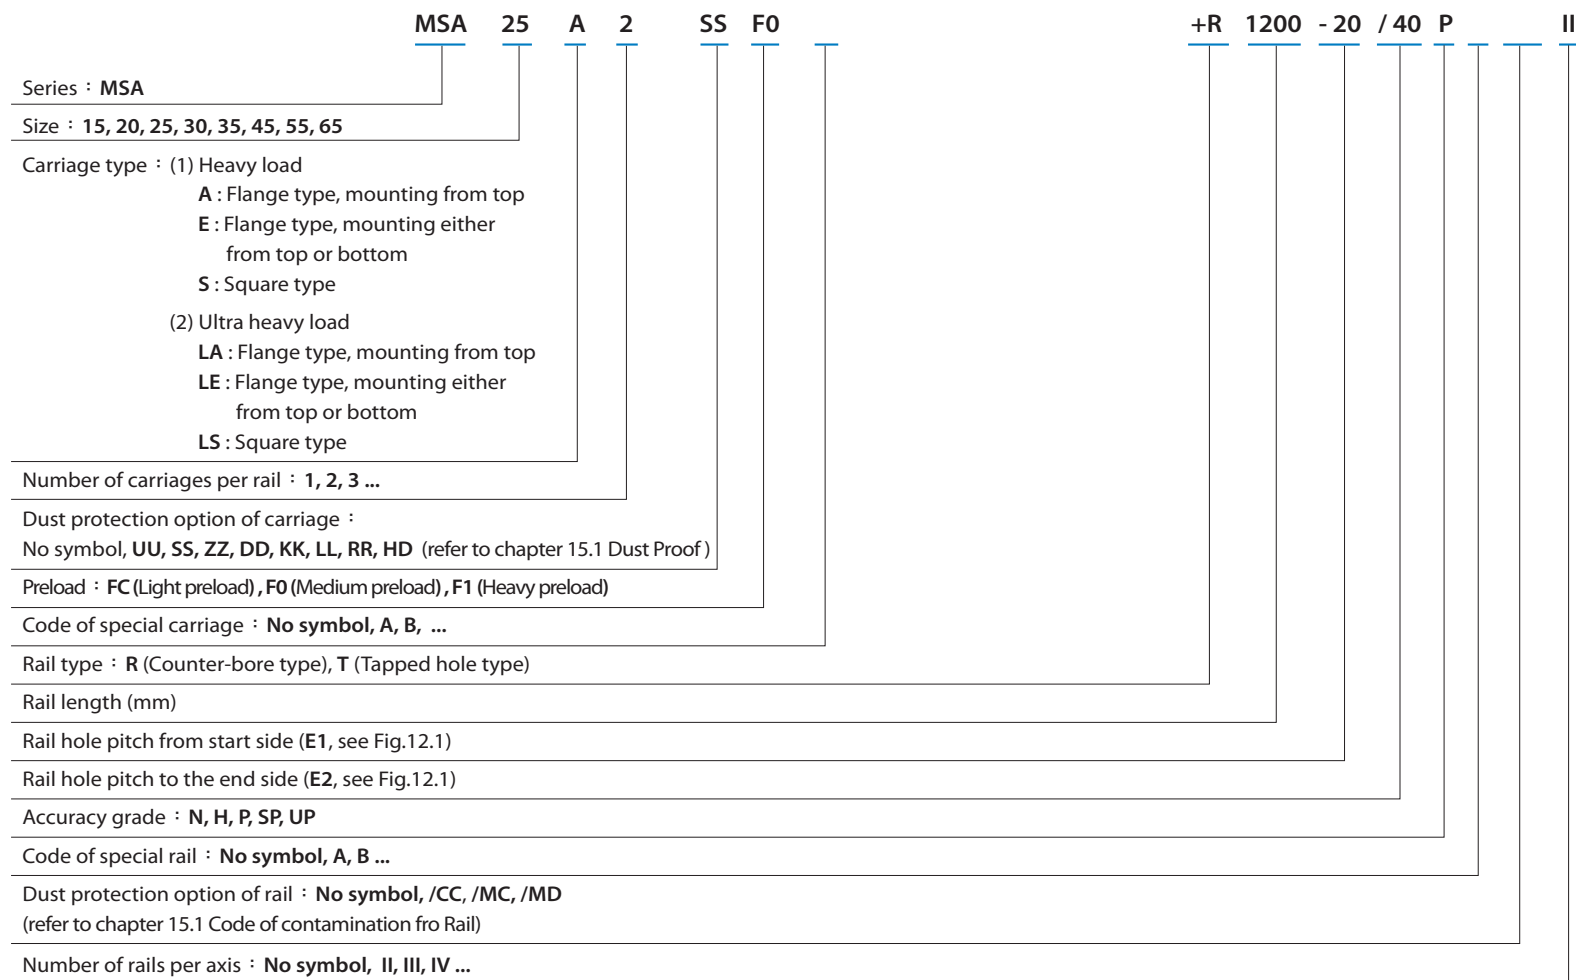 MSA 25 A 2 SS F0 +R 1200 - 20 / 40 P II
Series : MSA
Size : 15, 20, 25, 30, 35, 45, 55, 65
Carriage type : (1) Heavy load
A : Flange type, mounting from top
E : Flange type, mounting either
from top or bottom
S : Square type
(2) Ultra heavy load
LA : Flange type, mounting from top
LE : Flange type, mounting either
from top or bottom
LS : Square type
Number of carriages per rail : 1, 2, 3 ...
Dust protection option of carriage :
No symbol, UU, SS, ZZ, DD, KK, LL, RR, HD (refer to chapter 15.1 Dust Proof )
Preload : FC (Light preload) , F0 (Medium preload) , F1 (Heavy preload)
Code of special carriage : No symbol, A, B, ...
Rail type : R (Counter-bore type), T (Tapped hole type)
Rail length (mm)
Rail hole pitch from start side (E1, see Fig.12.1)
Rail hole pitch to the end side (E2, see Fig.12.1)
Accuracy grade : N, H, P, SP, UP
Code of special rail : No symbol, A, B ...
Dust protection option of rail : No symbol, /CC, /MC, /MD
(refer to chapter 15.1 Code of contamination fro Rail)
Number of rails per axis : No symbol, II, III, IV ...